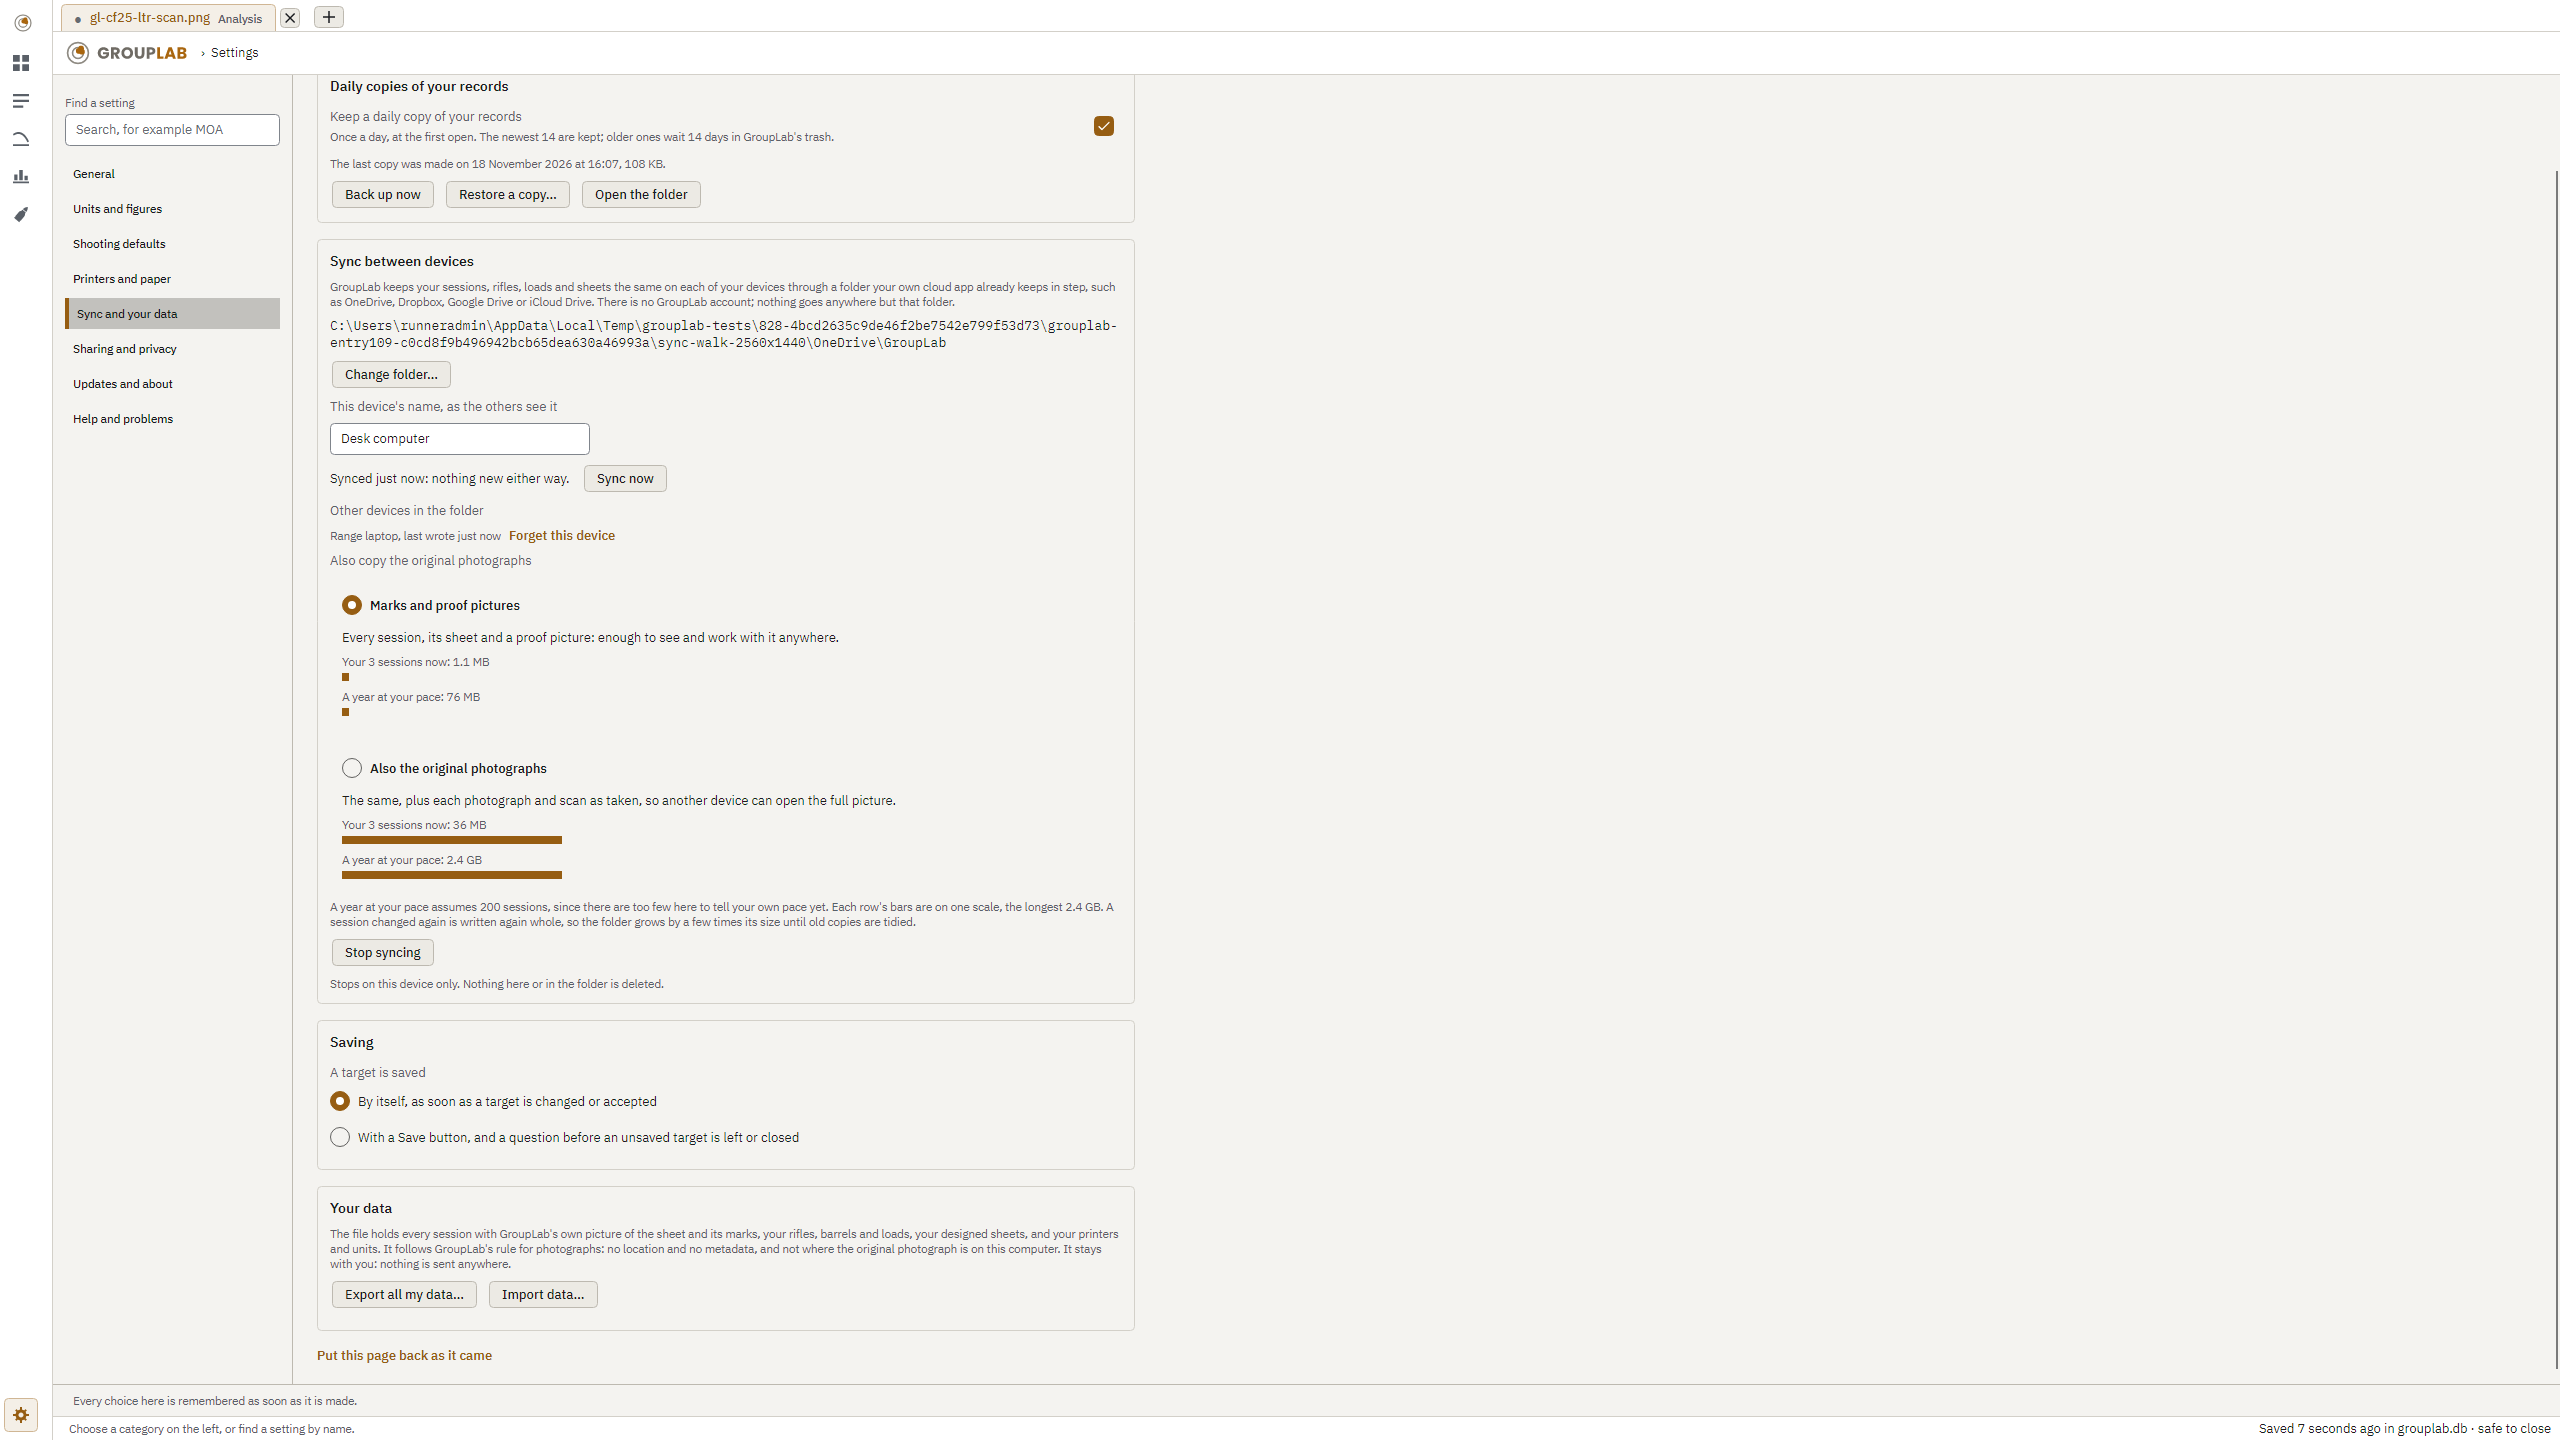 gl-cf25-ltr-scan.png Analysis
GROUPLAB › Settings
Find a setting
Search, for example MOA
General
Units and figures
Shooting defaults
Printers and paper
Sync and your data
Sharing and privacy
Updates and about
Help and problems
Daily copies of your records
Keep a daily copy of your records
Once a day, at the first open. The newest 14 are kept; older ones wait 14 days in GroupLab's trash.
The last copy was made on 18 November 2026 at 16:07, 108 KB.
Back up now Restore a copy... Open the folder
Sync between devices
GroupLab keeps your sessions, rifles, loads and sheets the same on each of your devices through a folder your own cloud app already keeps in step, such
as OneDrive, Dropbox, Google Drive or iCloud Drive. There is no GroupLab account; nothing goes anywhere but that folder.
C:\Users\runneradmin\AppData\Local\Temp\grouplab-tests\828-4bcd2635c9de46f2be7542e799f53d73\grouplab-
entry109-c0cd8f9b496942bcb65dea630a46993a\sync-walk-2560x1440\OneDrive\GroupLab
Change folder...
This device's name, as the others see it
Desk computer
Synced just now: nothing new either way. Sync now
Other devices in the folder
Range laptop, last wrote just now Forget this device
Also copy the original photographs
Marks and proof pictures
Every session, its sheet and a proof picture: enough to see and work with it anywhere.
Your 3 sessions now: 1.1 MB
A year at your pace: 76 MB
Also the original photographs
The same, plus each photograph and scan as taken, so another device can open the full picture.
Your 3 sessions now: 36 MB
A year at your pace: 2.4 GB
A year at your pace assumes 200 sessions, since there are too few here to tell your own pace yet. Each row's bars are on one scale, the longest 2.4 GB. A
session changed again is written again whole, so the folder grows by a few times its size until old copies are tidied.
Stop syncing
Stops on this device only. Nothing here or in the folder is deleted.
Saving
A target is saved
By itself, as soon as a target is changed or accepted
With a Save button, and a question before an unsaved target is left or closed
Your data
The file holds every session with GroupLab's own picture of the sheet and its marks, your rifles, barrels and loads, your designed sheets, and your printers
and units. It follows GroupLab's rule for photographs: no location and no metadata, and not where the original photograph is on this computer. It stays
with you: nothing is sent anywhere.
Export all my data... Import data...
Put this page back as it came
Every choice here is remembered as soon as it is made.
Choose a category on the left, or find a setting by name.
Saved 7 seconds ago in grouplab.db · safe to close